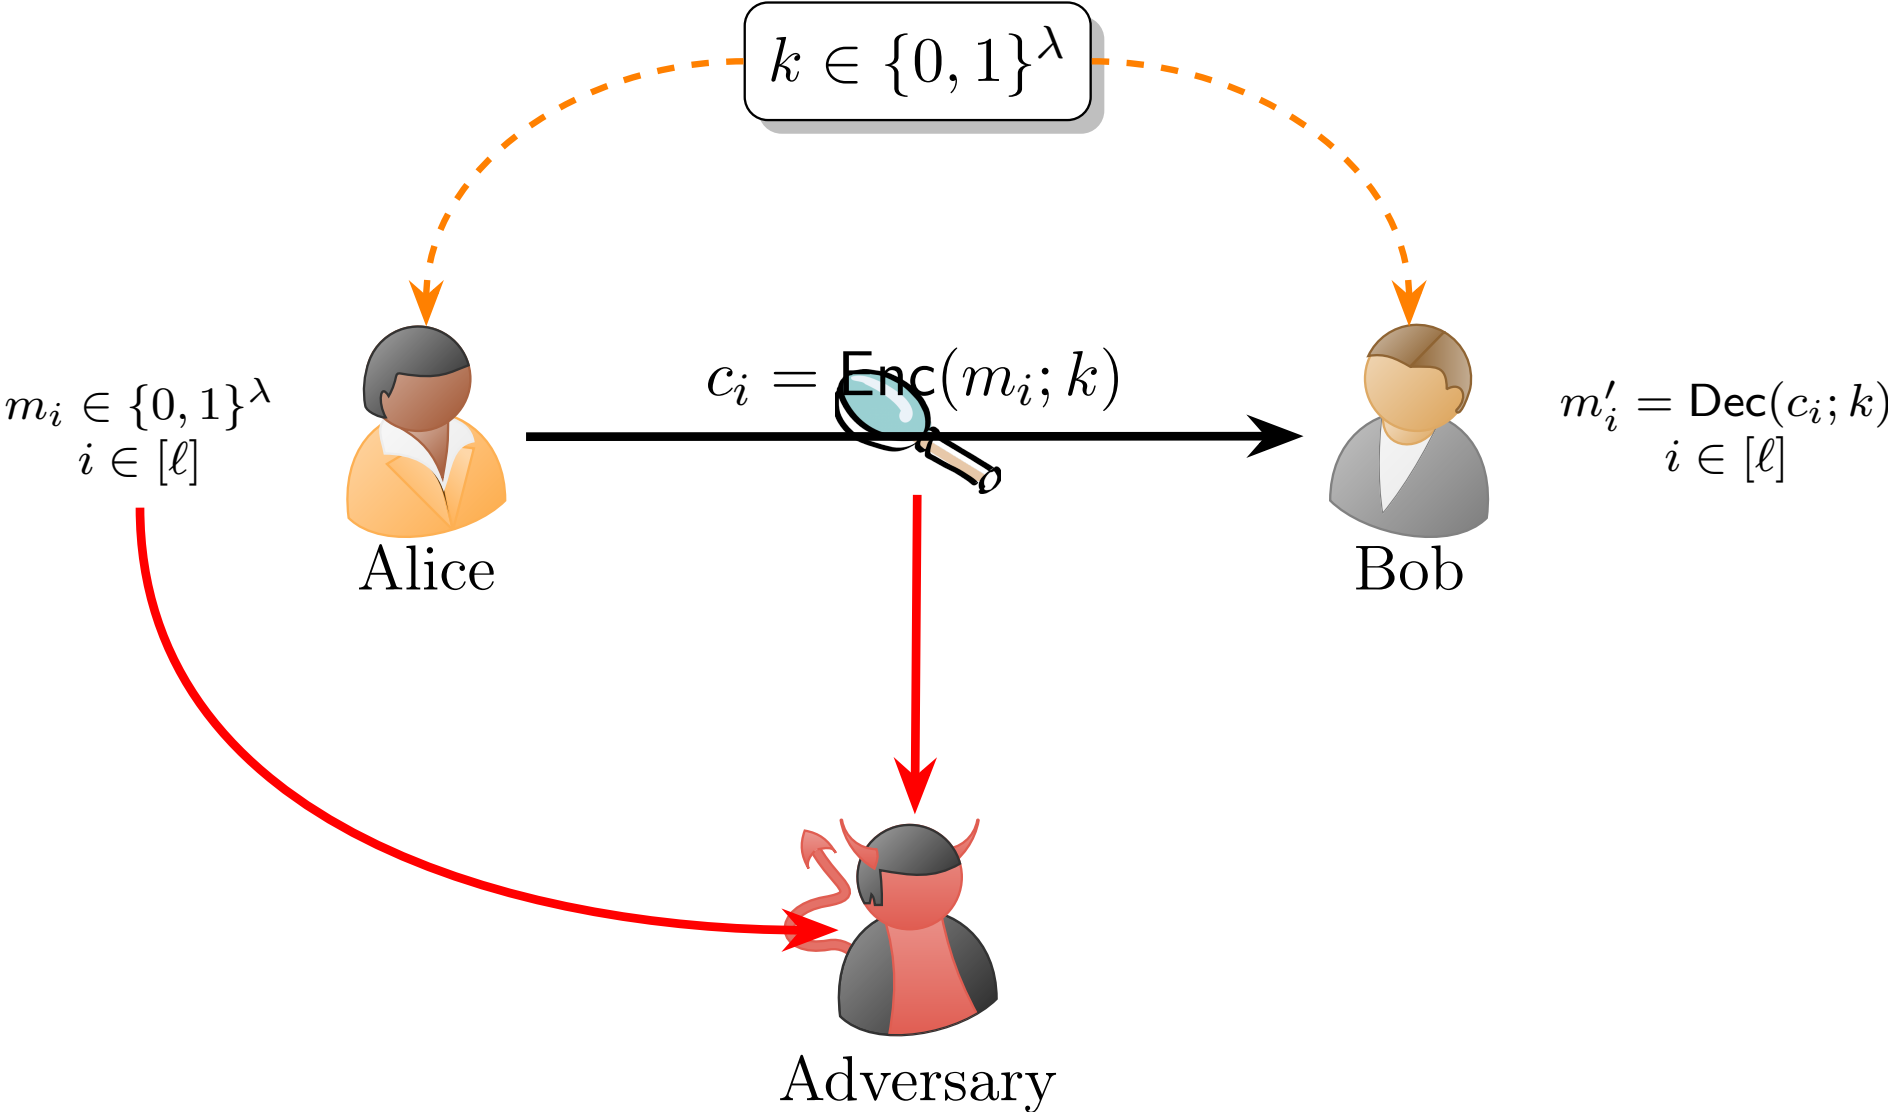 k ∈ {0, 1}^λ
c_i = Enc(m_i; k)
m_i ∈ {0, 1}^λ
i ∈ [ℓ]
m'_i = Dec(c_i; k)
i ∈ [ℓ]
Alice
Bob
Adversary